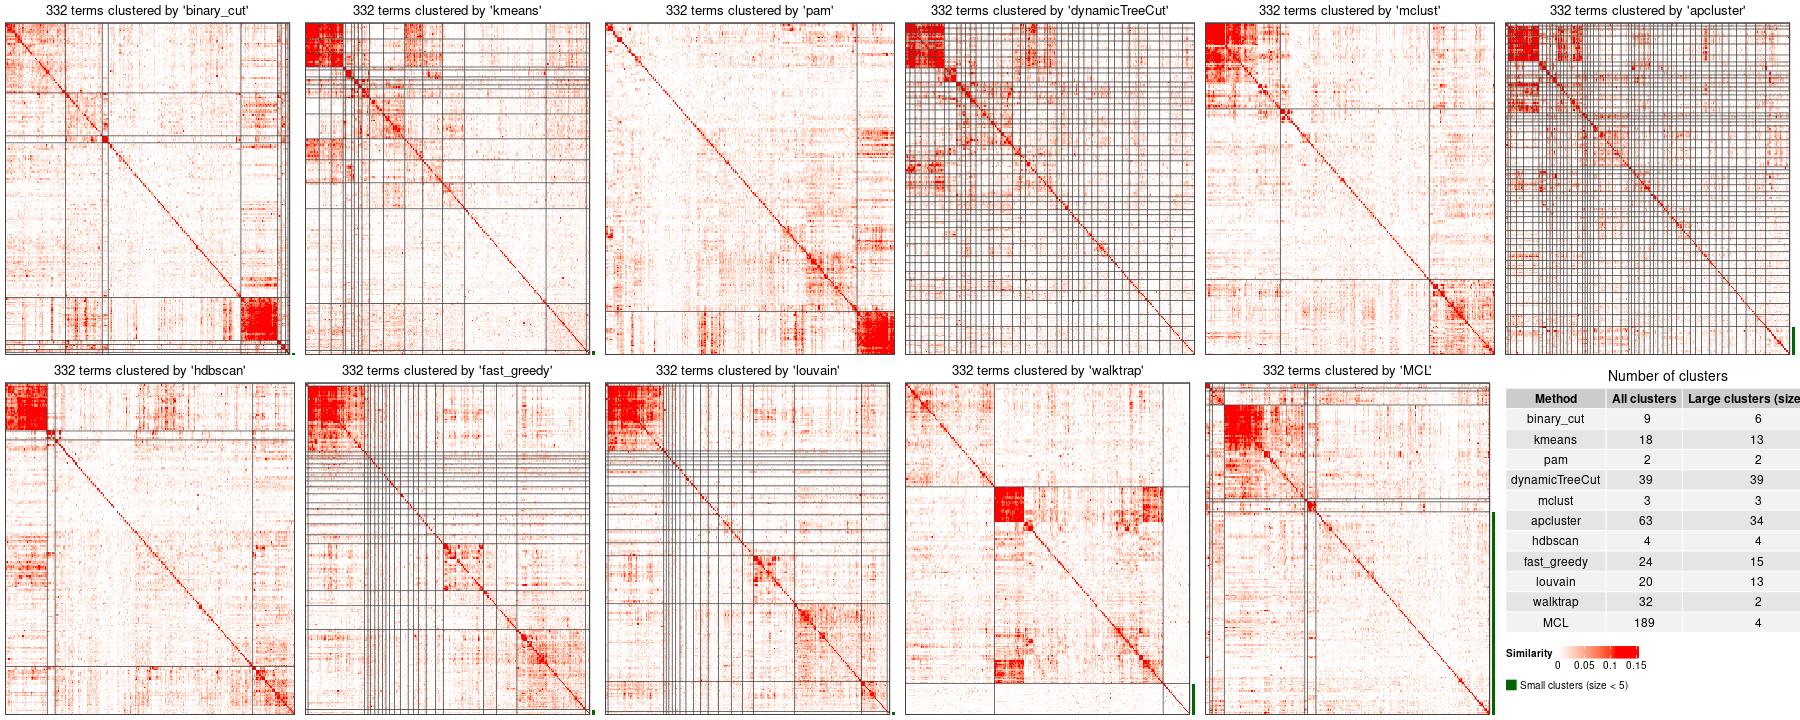 332 terms clustered by 'binary_cut'
332 terms clustered by 'kmeans'
332 terms clustered by 'pam'
332 terms clustered by 'dynamicTreeCut'
332 terms clustered by 'mclust'
332 terms clustered by 'apcluster'
332 terms clustered by 'hdbscan'
332 terms clustered by 'fast_greedy'
332 terms clustered by 'louvain'
332 terms clustered by 'walktrap'
332 terms clustered by 'MCL'
Number of clusters
Method All clusters Large clusters (size
binary_cut 9 6
kmeans 18 13
pam 2 2
dynamicTreeCut 39 39
mclust 3 3
apcluster 63 34
hdbscan 4 4
fast_greedy 24 15
louvain 20 13
walktrap 32 2
MCL 189 4
Similarity
0 0.05 0.1 0.15
Small clusters (size < 5)